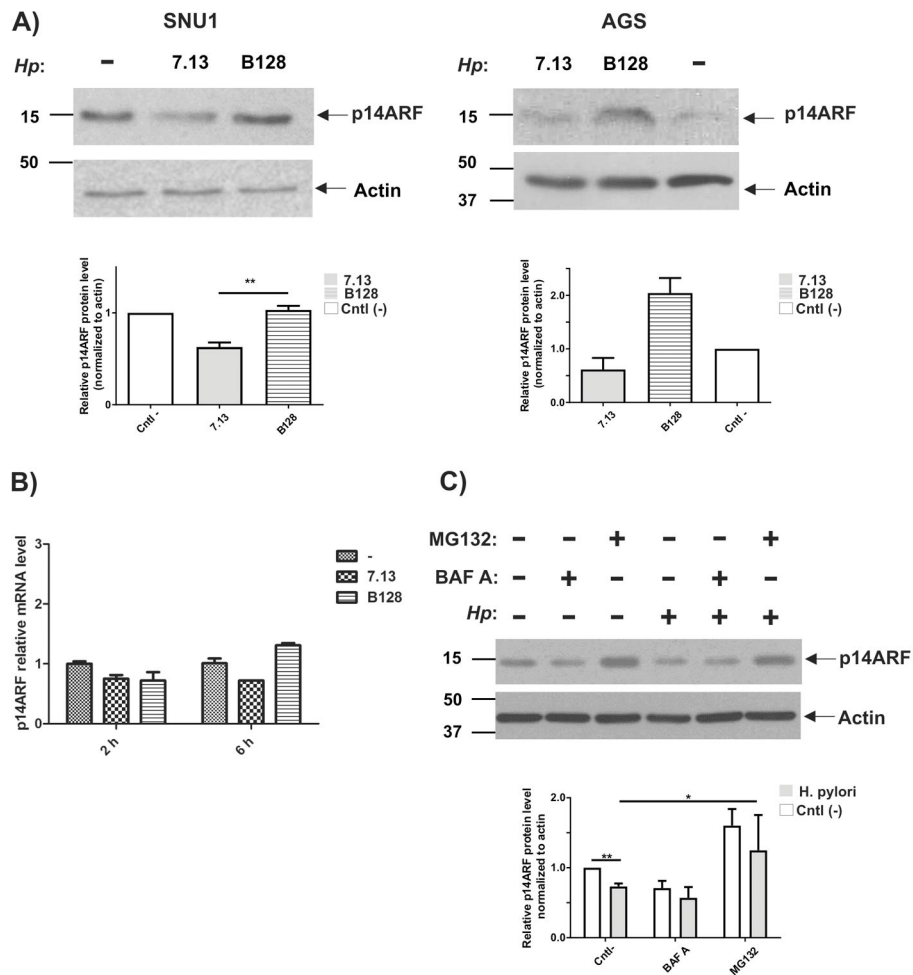 A)
SNU1
AGS
Hp: - 7.13 B128
Hp: 7.13 B128 -
15 p14ARF
15 p14ARF
50 Actin
50 Actin
37
Relative p14ARF protein level
(normalized to actin)
1
0
**
7.13
B128
Cntl (-)
Cntl -
7.13
B128
Relative p14ARF protein level
(normalized to actin)
2.0
1.0
0.0
7.13
B128
Cntl (-)
7.13
B128
Cntl -
B)
p14ARF relative mRNA level
3
2
1
0
-
7.13
B128
2 h
6 h
C)
MG132: - - + - - +
BAF A: - + - - + -
Hp: - - - + + +
15 p14ARF
50 Actin
37
Relative p14ARF protein level
normalized to actin
2.0
1.0
0.0
**
*
H. pylori
Cntl (-)
Cntl-
BAF A
MG132